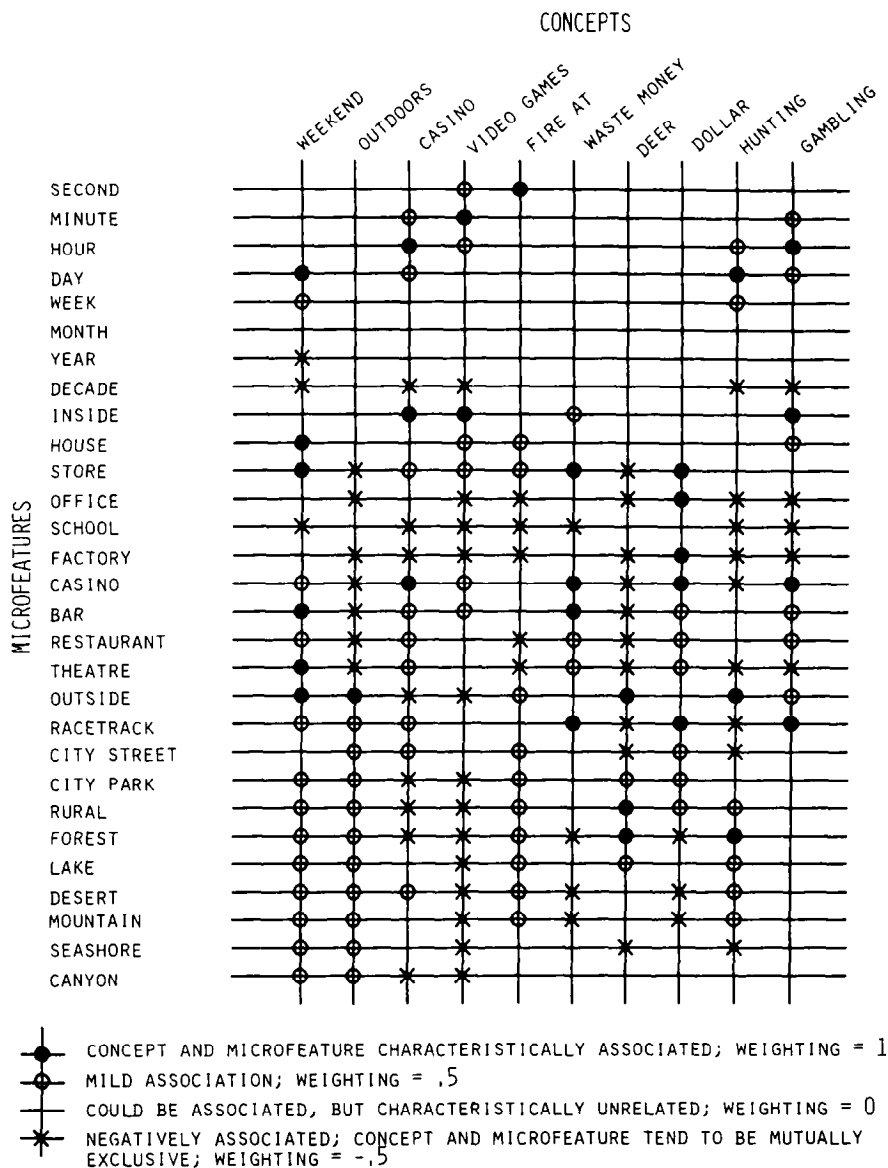 CONCEPTS
WEEKEND
OUTDOORS
CASINO
VIDEO GAMES
FIRE AT
WASTE MONEY
DEER
DOLLAR
HUNTING
GAMBLING
MICROFEATURES
SECOND
MINUTE
HOUR
DAY
WEEK
MONTH
YEAR
DECADE
INSIDE
HOUSE
STORE
OFFICE
SCHOOL
FACTORY
CASINO
BAR
RESTAURANT
THEATRE
OUTSIDE
RACETRACK
CITY STREET
CITY PARK
RURAL
FOREST
LAKE
DESERT
MOUNTAIN
SEASHORE
CANYON
CONCEPT AND MICROFEATURE CHARACTERISTICALLY ASSOCIATED; WEIGHTING = 1
MILD ASSOCIATION; WEIGHTING = .5
COULD BE ASSOCIATED, BUT CHARACTERISTICALLY UNRELATED; WEIGHTING = 0
NEGATIVELY ASSOCIATED; CONCEPT AND MICROFEATURE TEND TO BE MUTUALLY
EXCLUSIVE; WEIGHTING = -.5